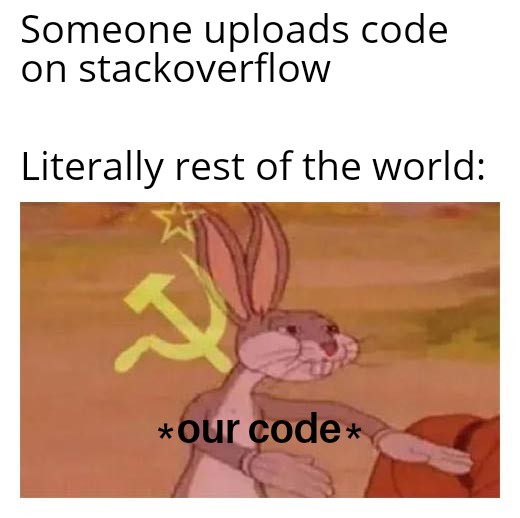 Someone uploads code
on stackoverflow
Literally rest of the world:
*our code*